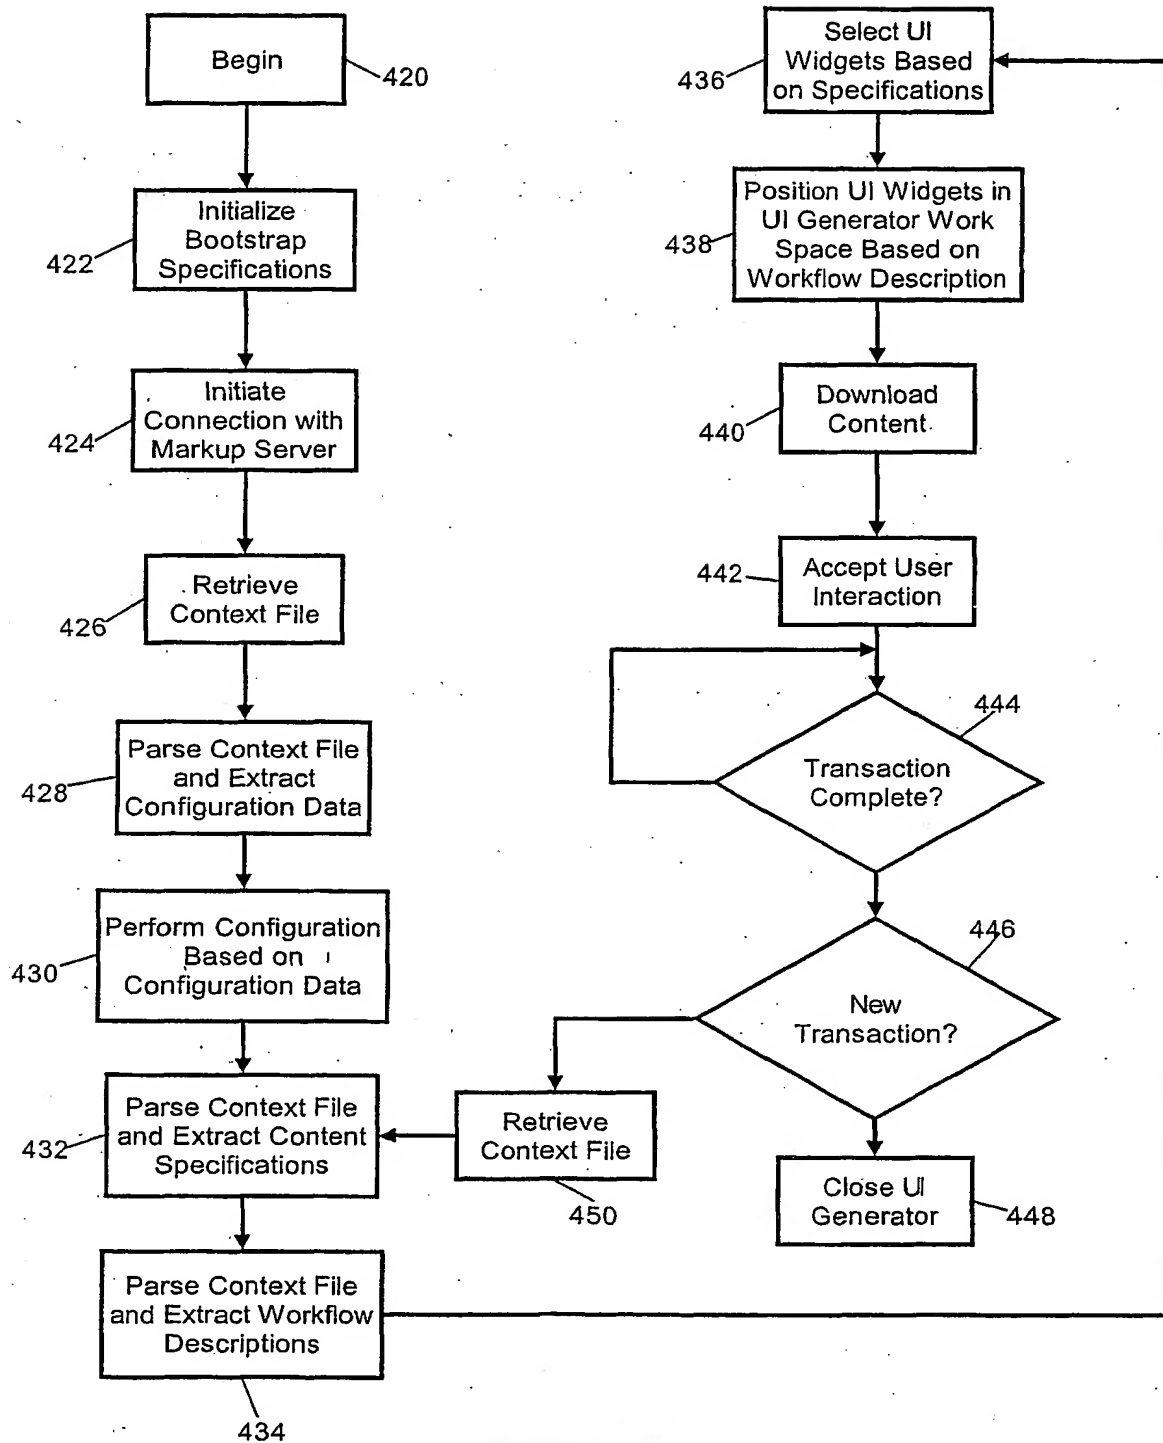 Begin
420
Initialize
Bootstrap
Specifications
422
Initiate
Connection with
Markup Server
424
Retrieve
Context File
426
Parse Context File
and Extract
Configuration Data
428
Perform Configuration
Based on
Configuration Data
430
Parse Context File
and Extract Content
Specifications
432
Parse Context File
and Extract Workflow
Descriptions
434
Select UI
Widgets Based
on Specifications
436
Position UI Widgets in
UI Generator Work
Space Based on
Workflow Description
438
Download
Content
440
Accept User
Interaction
442
Transaction
Complete?
444
New
Transaction?
446
Retrieve
Context File
450
Close UI
Generator
448